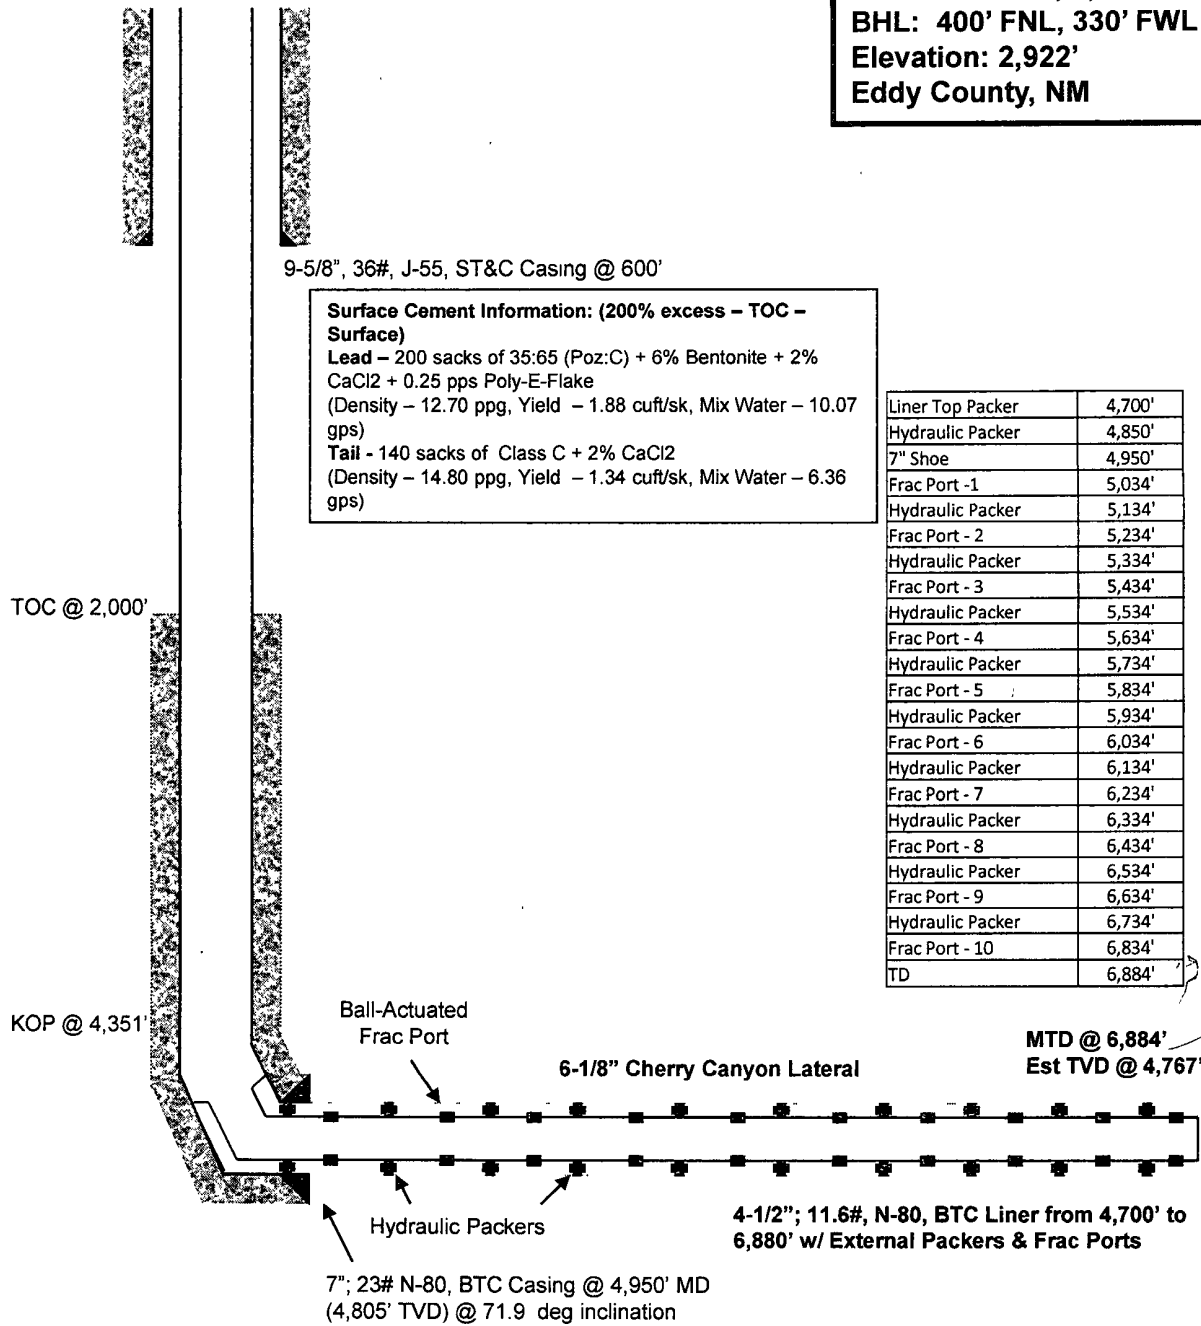 BHL: 400' FNL, 330' FWL
Elevation: 2,922'
Eddy County, NM
9-5/8", 36#, J-55, ST&C Casing @ 600'
Surface Cement Information: (200% excess – TOC –
Surface)
Lead – 200 sacks of 35:65 (Poz:C) + 6% Bentonite + 2%
CaCl2 + 0.25 pps Poly-E-Flake
(Density – 12.70 ppg, Yield – 1.88 cuft/sk, Mix Water – 10.07
gps)
Tail - 140 sacks of Class C + 2% CaCl2
(Density – 14.80 ppg, Yield – 1.34 cuft/sk, Mix Water – 6.36
gps)
Liner Top Packer 4,700'
Hydraulic Packer 4,850'
7" Shoe 4,950'
Frac Port -1 5,034'
Hydraulic Packer 5,134'
Frac Port - 2 5,234'
Hydraulic Packer 5,334'
Frac Port - 3 5,434'
Hydraulic Packer 5,534'
Frac Port - 4 5,634'
Hydraulic Packer 5,734'
Frac Port - 5 5,834'
Hydraulic Packer 5,934'
Frac Port - 6 6,034'
Hydraulic Packer 6,134'
Frac Port - 7 6,234'
Hydraulic Packer 6,334'
Frac Port - 8 6,434'
Hydraulic Packer 6,534'
Frac Port - 9 6,634'
Hydraulic Packer 6,734'
Frac Port - 10 6,834'
TD 6,884'
TOC @ 2,000'
KOP @ 4,351'
Ball-Actuated
Frac Port
6-1/8" Cherry Canyon Lateral
MTD @ 6,884'
Est TVD @ 4,767'
Hydraulic Packers
4-1/2"; 11.6#, N-80, BTC Liner from 4,700' to
6,880' w/ External Packers & Frac Ports
7"; 23# N-80, BTC Casing @ 4,950' MD
(4,805' TVD) @ 71.9 deg inclination